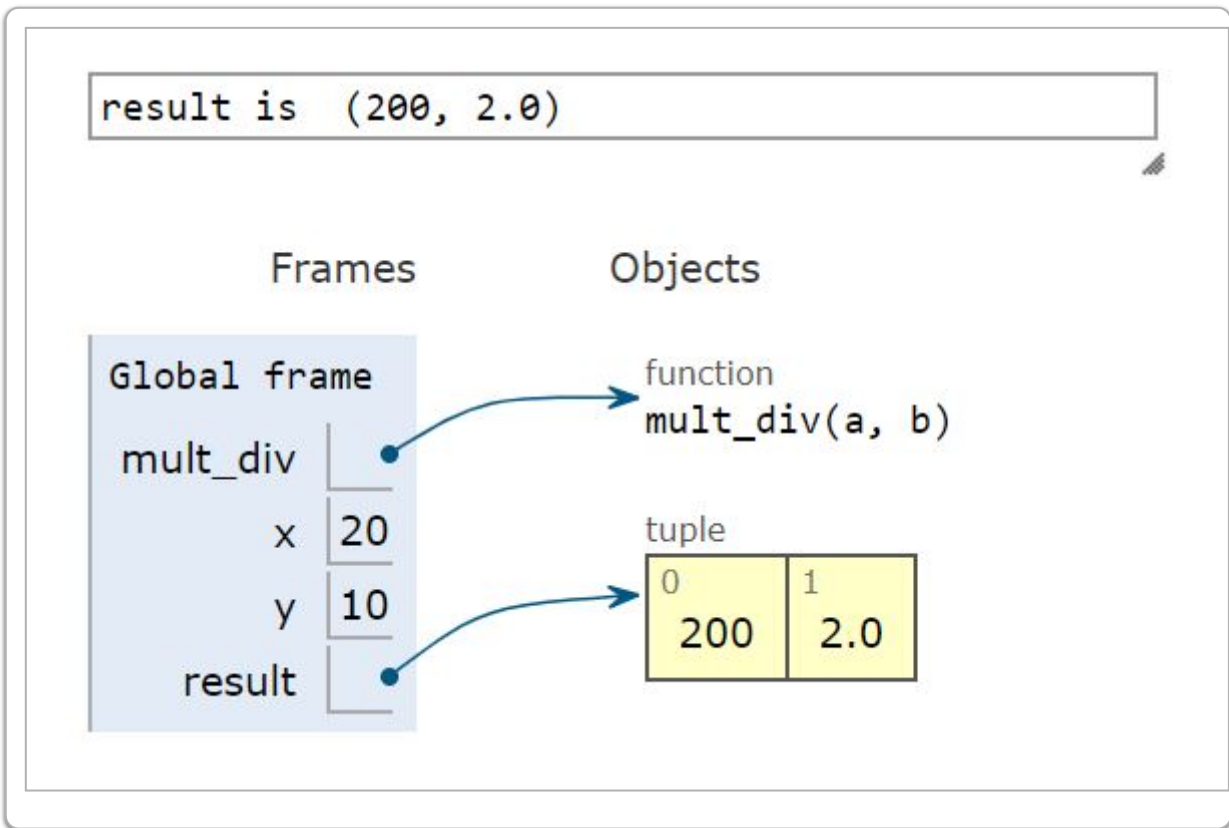 result is  (200, 2.0)
Frames Objects
Global frame
mult_div
x 20
y 10
result
function
mult_div(a, b)
tuple
0 1
200 2.0